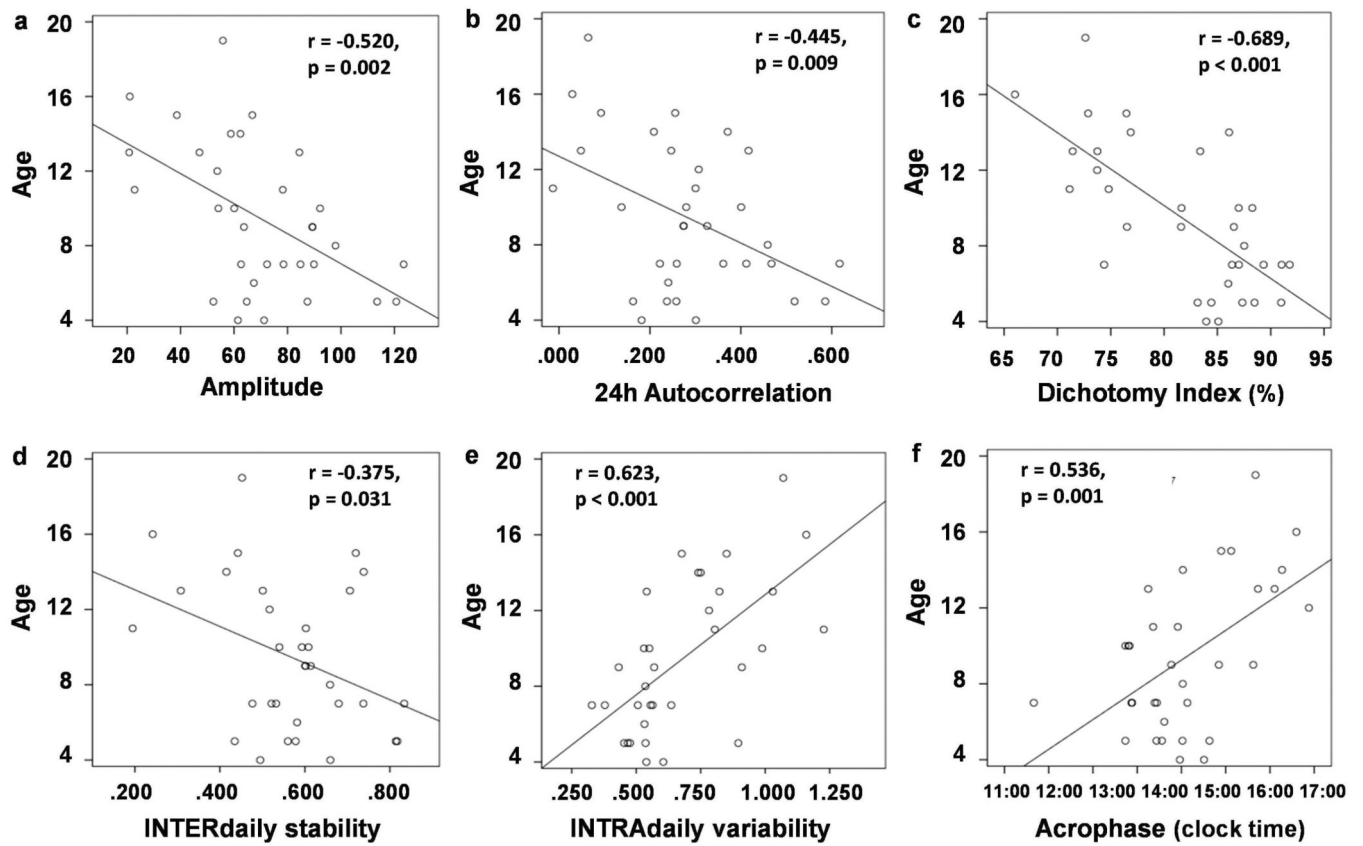 a
r = -0.520,
p = 0.002
20
16
12
8
4
Age
20 40 60 80 100 120
Amplitude
b
r = -0.445,
p = 0.009
20
16
12
8
4
Age
.000 .200 .400 .600
24h Autocorrelation
c
r = -0.689,
p < 0.001
20
16
12
8
4
Age
65 70 75 80 85 90 95
Dichotomy Index (%)
d
r = -0.375,
p = 0.031
20
16
12
8
4
Age
.200 .400 .600 .800
INTERdaily stability
e
r = 0.623,
p < 0.001
20
16
12
8
4
Age
.250 .500 .750 1.000 1.250
INTRAdaily variability
f
r = 0.536,
p = 0.001
20
16
12
8
4
Age
11:00 12:00 13:00 14:00 15:00 16:00 17:00
Acrophase (clock time)